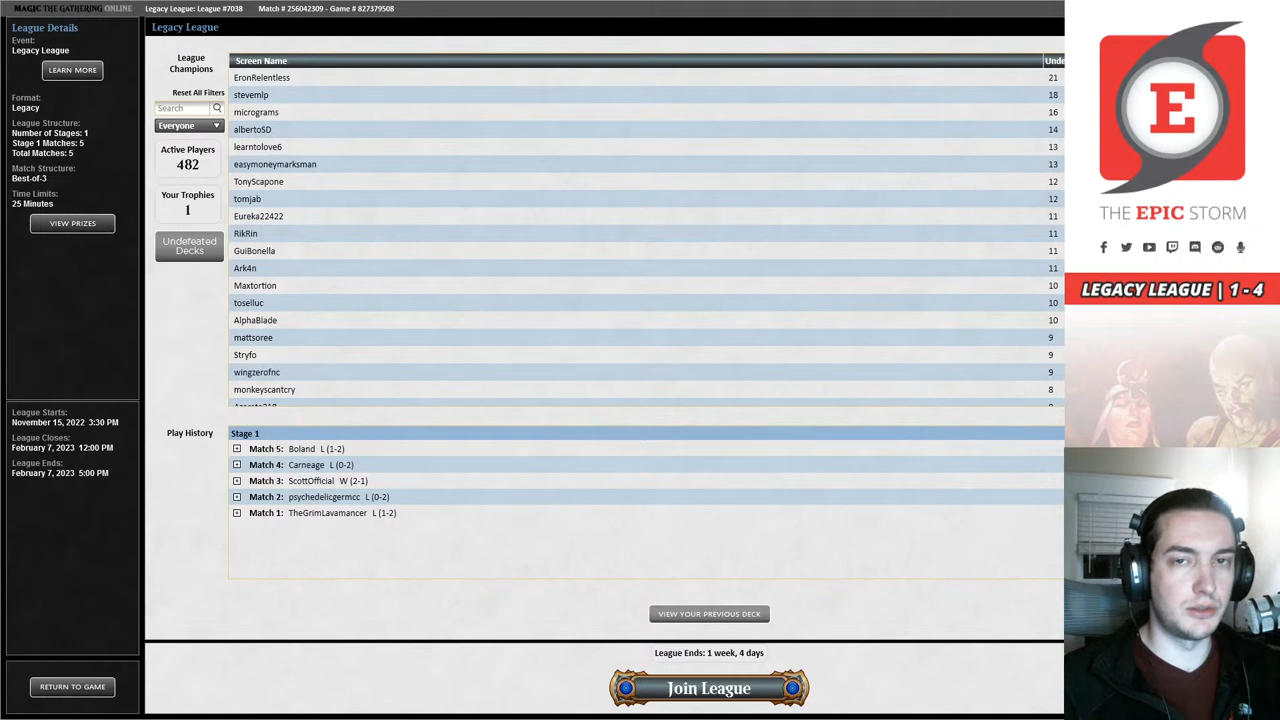 MAGIC THE GATHERING ONLINE
Legacy League: League #7038
Match # 256042309 - Game # 827379508
League Details
Event:
Legacy League
LEARN MORE
Format:
Legacy
League Structure:
Number of Stages: 1
Stage 1 Matches: 5
Total Matches: 5
Match Structure:
Best-of-3
Time Limits:
25 Minutes
VIEW PRIZES
League Starts:
November 15, 2022 3:30 PM
League Closes:
February 7, 2023 12:00 PM
League Ends:
February 7, 2023 5:00 PM
RETURN TO GAME
Legacy League
League
Champions
Reset All Filters
Search
Everyone
Active Players
482
Your Trophies
1
Undefeated
Decks
Screen Name Unde
EronRelentless 21
stevemlp 18
micrograms 16
albertoSD 14
learntolove6 13
easymoneymarksman 13
TonyScapone 12
tomjab 12
Eureka22422 11
RikRin 11
GuiBonella 11
Ark4n 11
Maxtortion 10
toselluc 10
AlphaBlade 10
mattsoree 9
Stryfo 9
wingzerofnc 9
monkeyscantcry 8
Play History
Stage 1
Match 5: Boland L (1-2)
Match 4: Carneage L (0-2)
Match 3: ScottOfficial W (2-1)
Match 2: psychedelicgermcc L (0-2)
Match 1: TheGrimLavamancer L (1-2)
VIEW YOUR PREVIOUS DECK
League Ends: 1 week, 4 days
Join League
E
THE EPIC STORM
LEGACY LEAGUE | 1 - 4